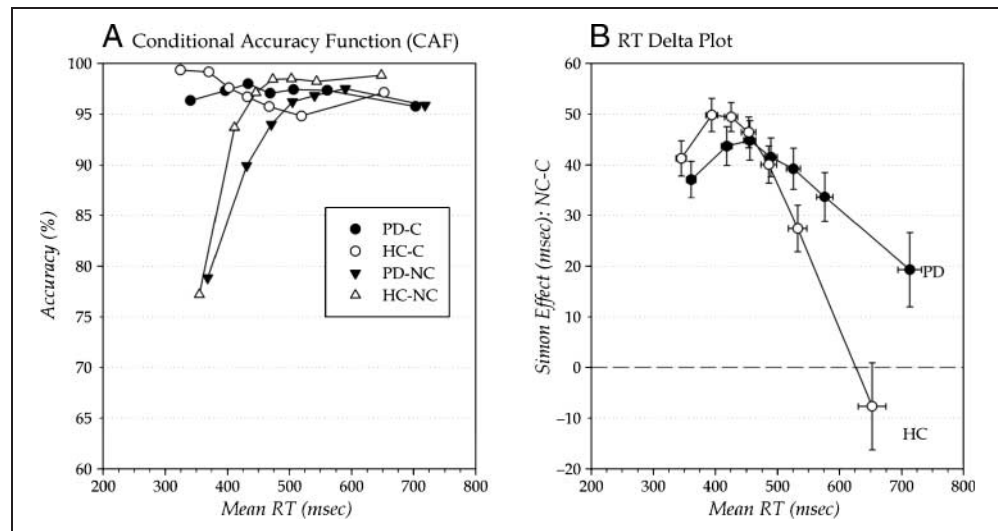 A Conditional Accuracy Function (CAF)
100
95
90
85
80
75
70
65
60
Accuracy (%)
PD-C
HC-C
PD-NC
HC-NC
200 300 400 500 600 700 800
Mean RT (msec)
B RT Delta Plot
60
50
40
30
20
10
0
–10
–20
Simon Effect (msec): NC-C
PD
HC
200 300 400 500 600 700 800
Mean RT (msec)